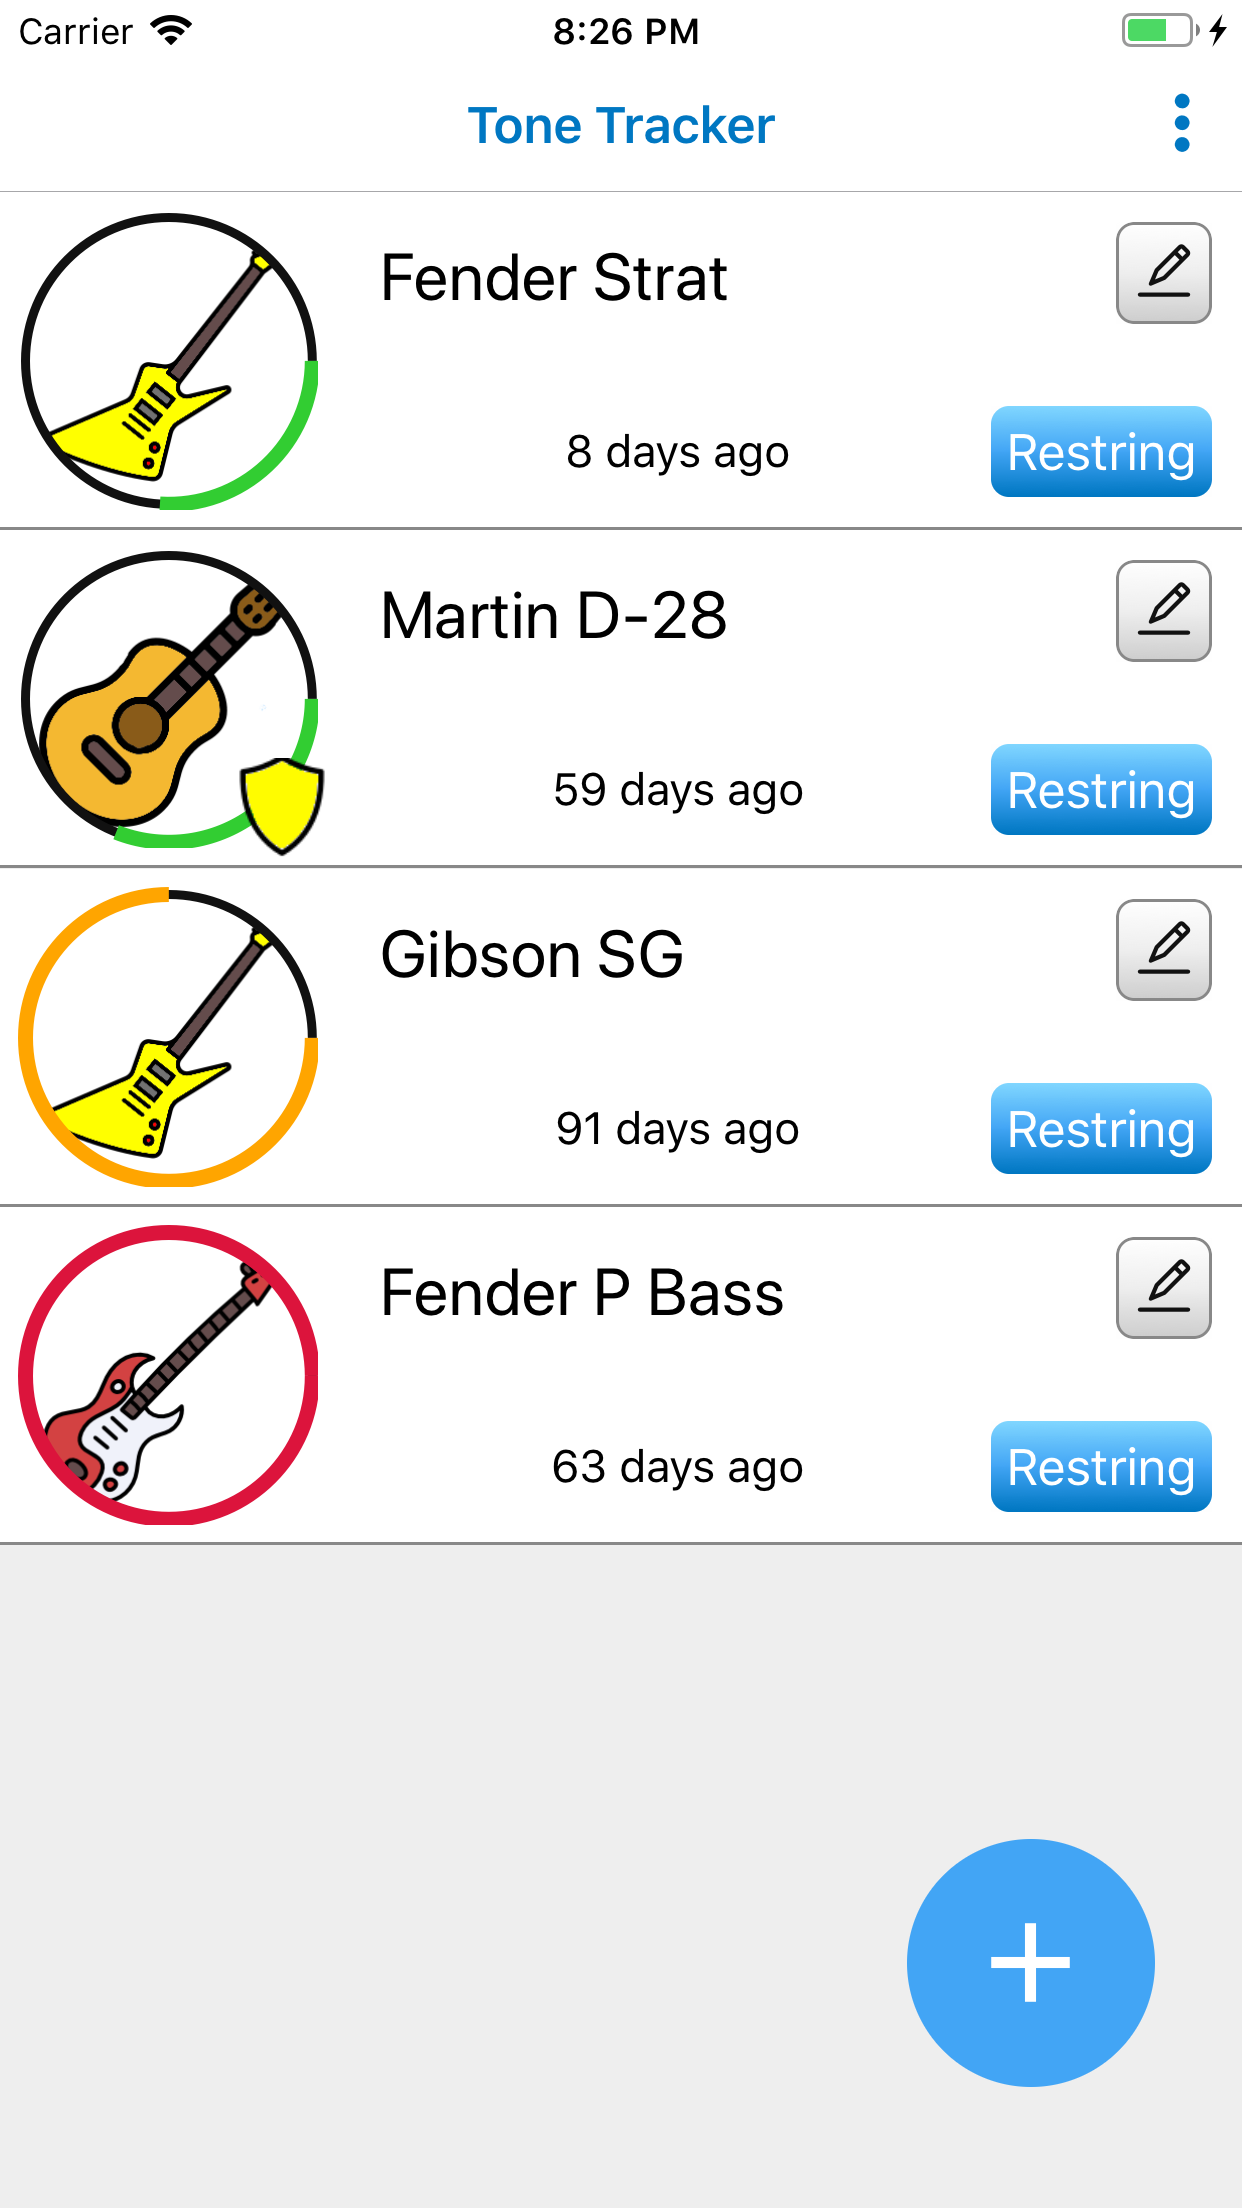 Carrier 8:26 PM
Tone Tracker
Fender Strat
8 days ago Restring
Martin D-28
59 days ago Restring
Gibson SG
91 days ago Restring
Fender P Bass
63 days ago Restring